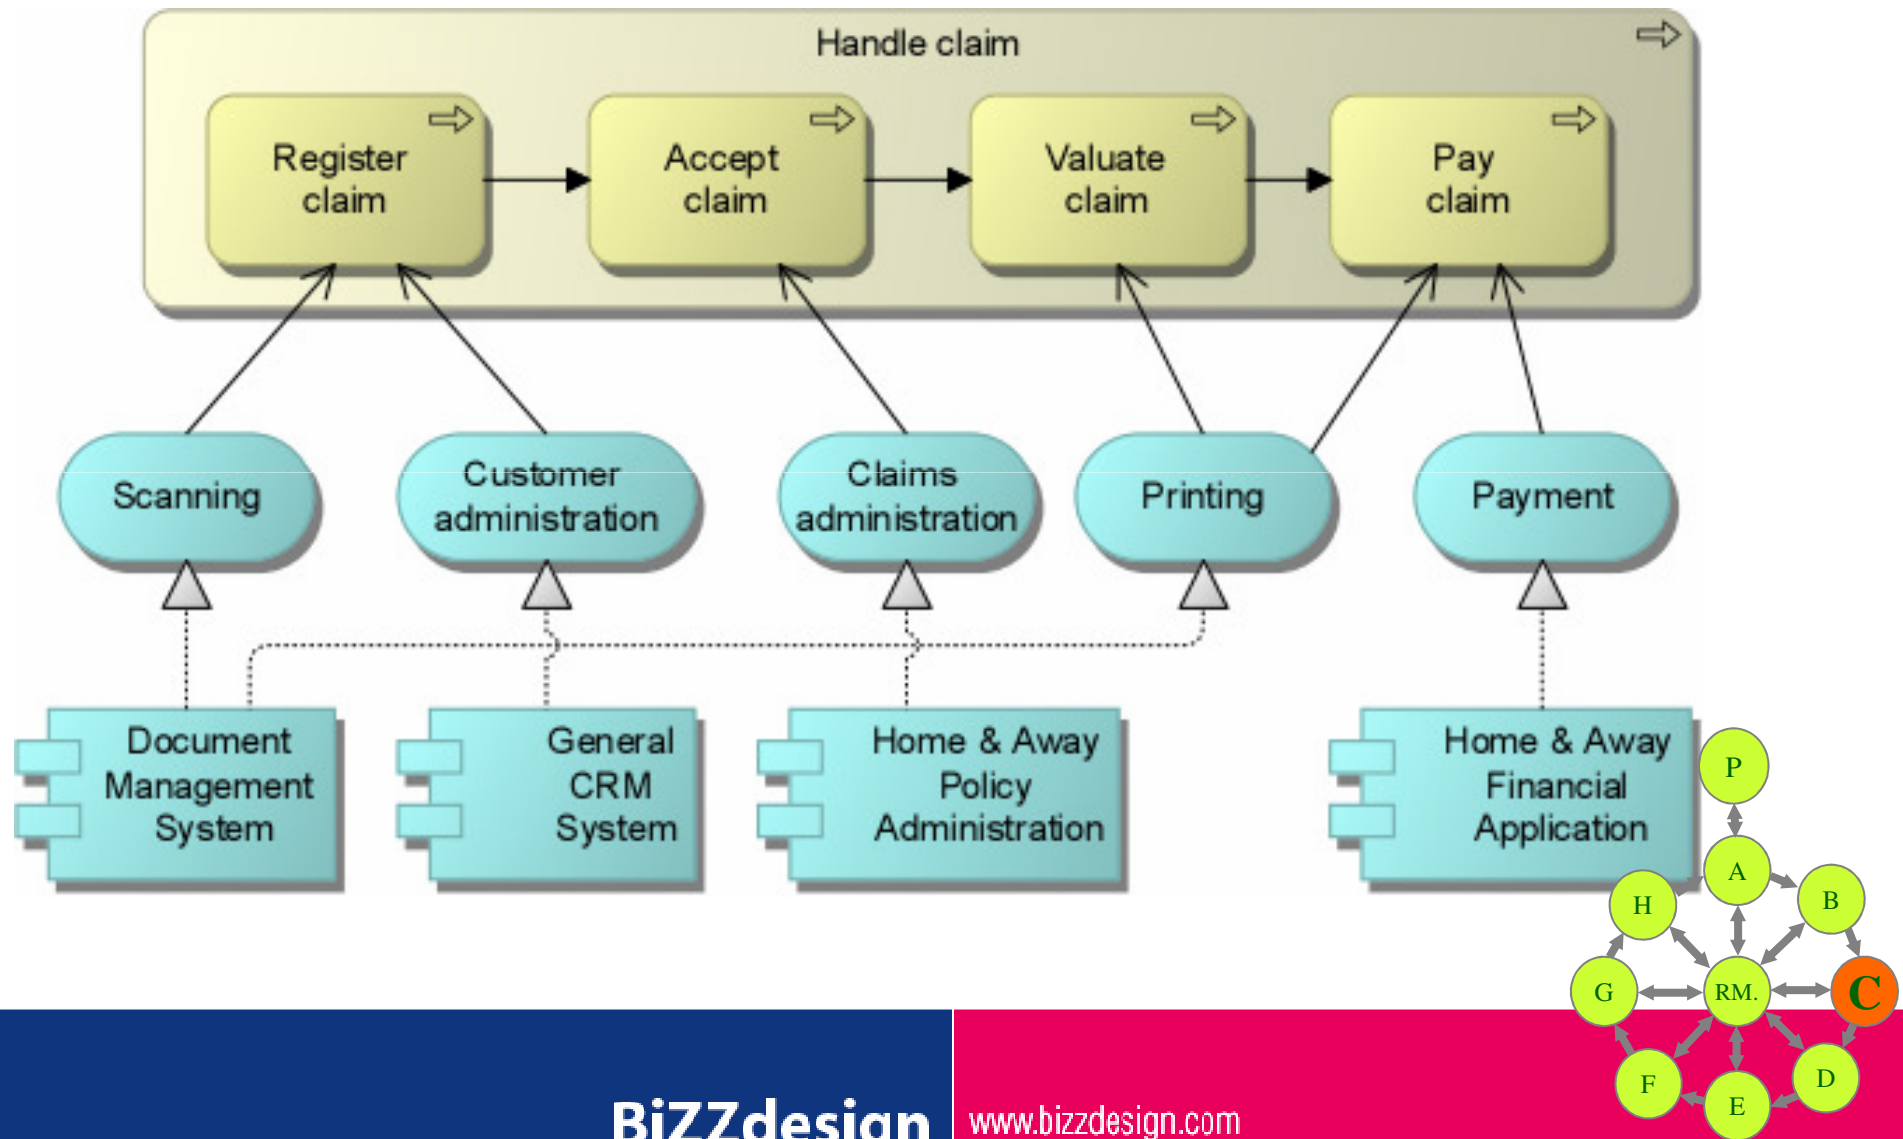 Handle claim
Register
claim
Accept
claim
Valuate
claim
Pay
claim
Scanning
Customer
administration
Claims
administration
Printing
Payment
Document
Management
System
General
CRM
System
Home & Away
Policy
Administration
Home & Away
Financial
Application
P
A
B
H
G
RM.
C
F
E
D
BiZZdesign
www.bizzdesign.com